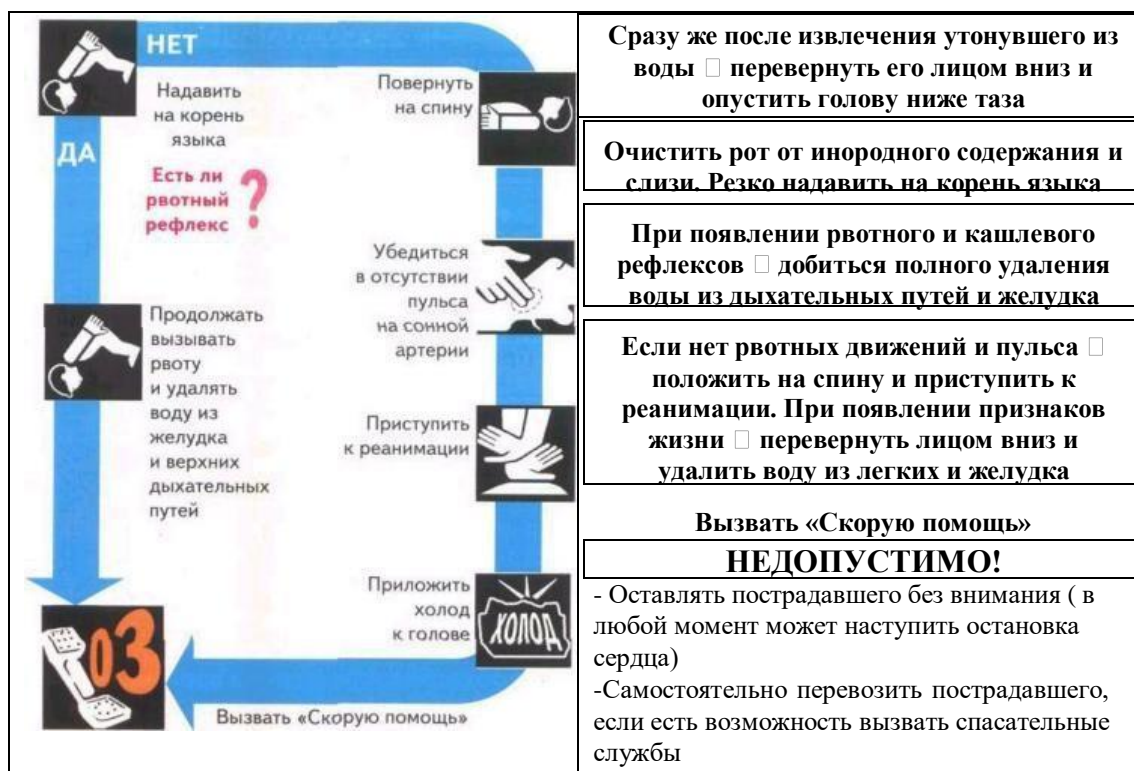 НЕТ
Надавить
на корень
языка
ДА
Есть ли
рвотный
рефлекс ?
Продолжать
вызывать
рвоту
и удалять
воду из
желудка
и верхних
дыхательных
путей
Повернуть
на спину
Убедиться
в отсутствии
пульса
на сонной
артерии
Приступить
к реанимации
Приложить
холод
к голове
ХОЛОД
03
Вызвать «Скорую помощь»
Сразу же после извлечения утонувшего из
воды □ перевернуть его лицом вниз и
опустить голову ниже таза
Очистить рот от инородного содержания и
слизи. Резко надавить на корень языка
При появлении рвотного и кашлевого
рефлексов □ добиться полного удаления
воды из дыхательных путей и желудка
Если нет рвотных движений и пульса □
положить на спину и приступить к
реанимации. При появлении признаков
жизни □ перевернуть лицом вниз и
удалить воду из легких и желудка
Вызвать «Скорую помощь»
НЕДОПУСТИМО!
- Оставлять пострадавшего без внимания ( в
любой момент может наступить остановка
сердца)
-Самостоятельно перевозить пострадавшего,
если есть возможность вызвать спасательные
службы